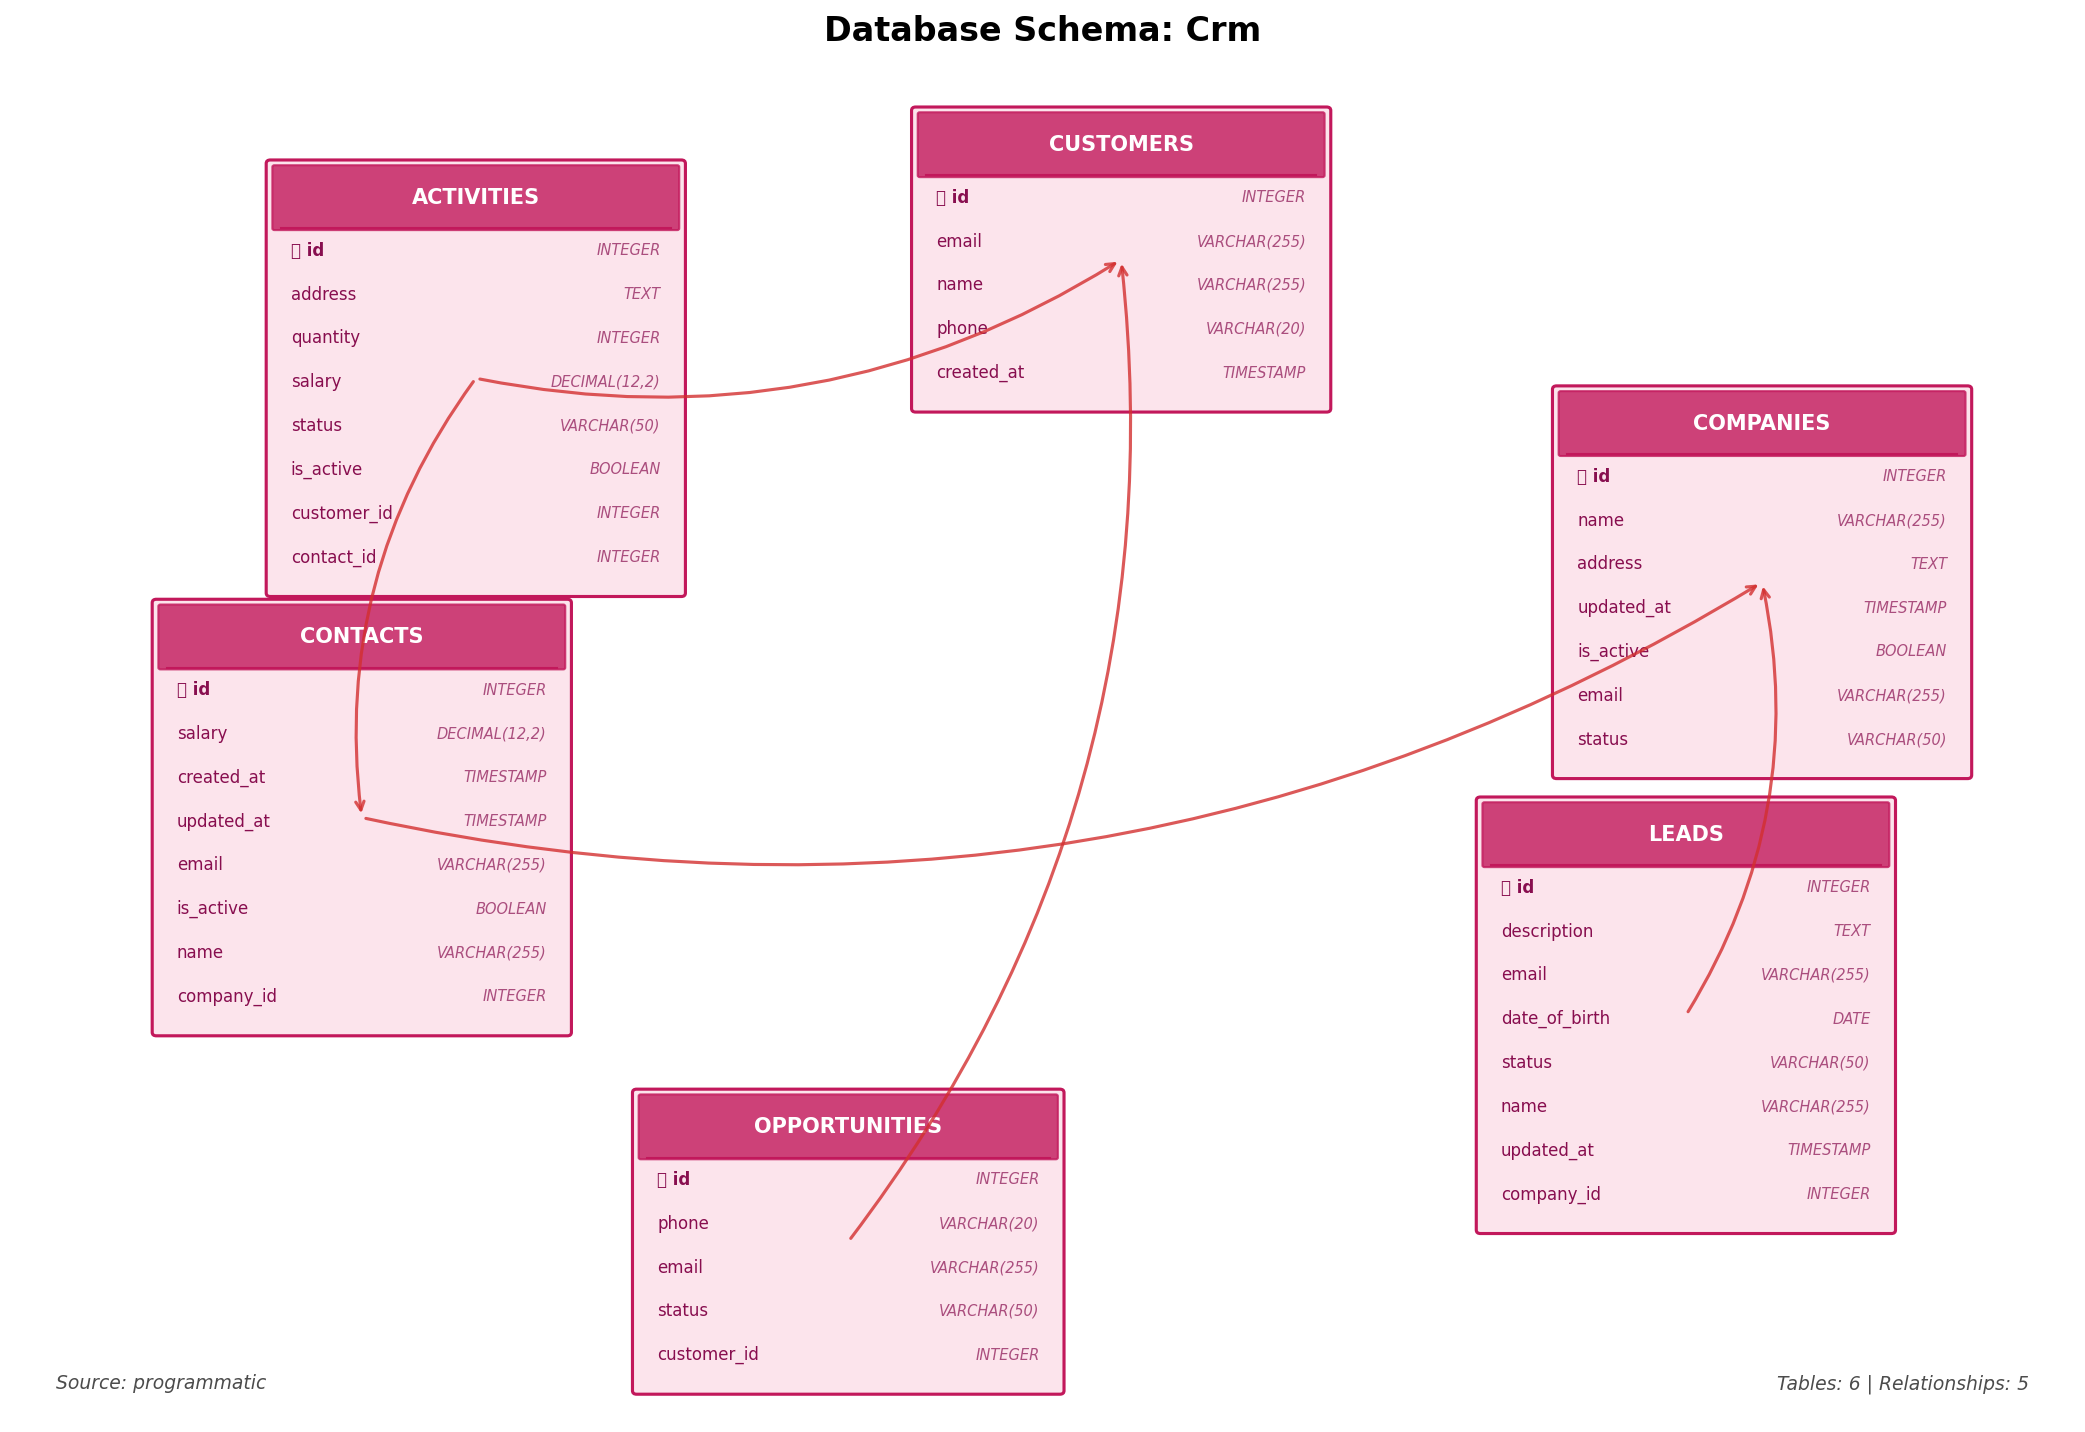 Database Schema: Crm
ACTIVITIES
id INTEGER
address TEXT
quantity INTEGER
salary DECIMAL(12,2)
status VARCHAR(50)
is_active BOOLEAN
customer_id INTEGER
contact_id INTEGER
CUSTOMERS
id INTEGER
email VARCHAR(255)
name VARCHAR(255)
phone VARCHAR(20)
created_at TIMESTAMP
COMPANIES
id INTEGER
name VARCHAR(255)
address TEXT
updated_at TIMESTAMP
is_active BOOLEAN
email VARCHAR(255)
status VARCHAR(50)
CONTACTS
id INTEGER
salary DECIMAL(12,2)
created_at TIMESTAMP
updated_at TIMESTAMP
email VARCHAR(255)
is_active BOOLEAN
name VARCHAR(255)
company_id INTEGER
LEADS
id INTEGER
description TEXT
email VARCHAR(255)
date_of_birth DATE
status VARCHAR(50)
name VARCHAR(255)
updated_at TIMESTAMP
company_id INTEGER
OPPORTUNITIES
id INTEGER
phone VARCHAR(20)
email VARCHAR(255)
status VARCHAR(50)
customer_id INTEGER
Source: programmatic
Tables: 6 | Relationships: 5